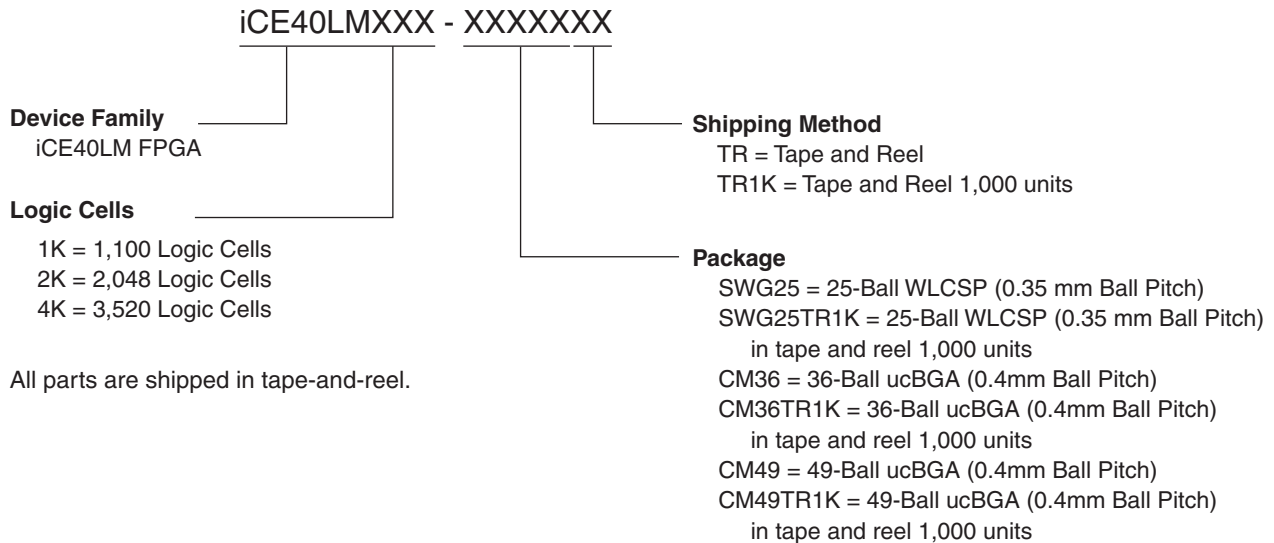 iCE40LMXXX - XXXXXXX
Device Family
iCE40LM FPGA
Logic Cells
1K = 1,100 Logic Cells
2K = 2,048 Logic Cells
4K = 3,520 Logic Cells
All parts are shipped in tape-and-reel.
Shipping Method
TR = Tape and Reel
TR1K = Tape and Reel 1,000 units
Package
SWG25 = 25-Ball WLCSP (0.35 mm Ball Pitch)
SWG25TR1K = 25-Ball WLCSP (0.35 mm Ball Pitch)
in tape and reel 1,000 units
CM36 = 36-Ball ucBGA (0.4mm Ball Pitch)
CM36TR1K = 36-Ball ucBGA (0.4mm Ball Pitch)
in tape and reel 1,000 units
CM49 = 49-Ball ucBGA (0.4mm Ball Pitch)
CM49TR1K = 49-Ball ucBGA (0.4mm Ball Pitch)
in tape and reel 1,000 units